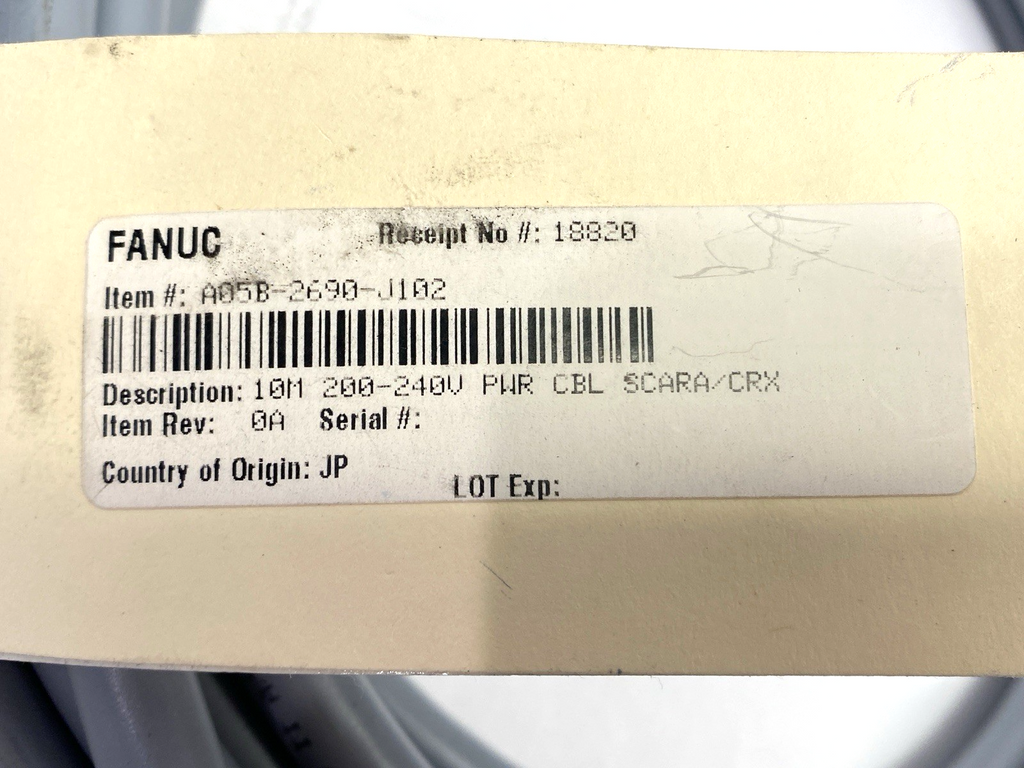 FANUC
Receipt No #: 18820
Item #: A05B-2690-J102
Description: 10M 200-240V PWR CBL SCARA/CRX
Item Rev: 0A Serial #:
Country of Origin: JP
LOT Exp: